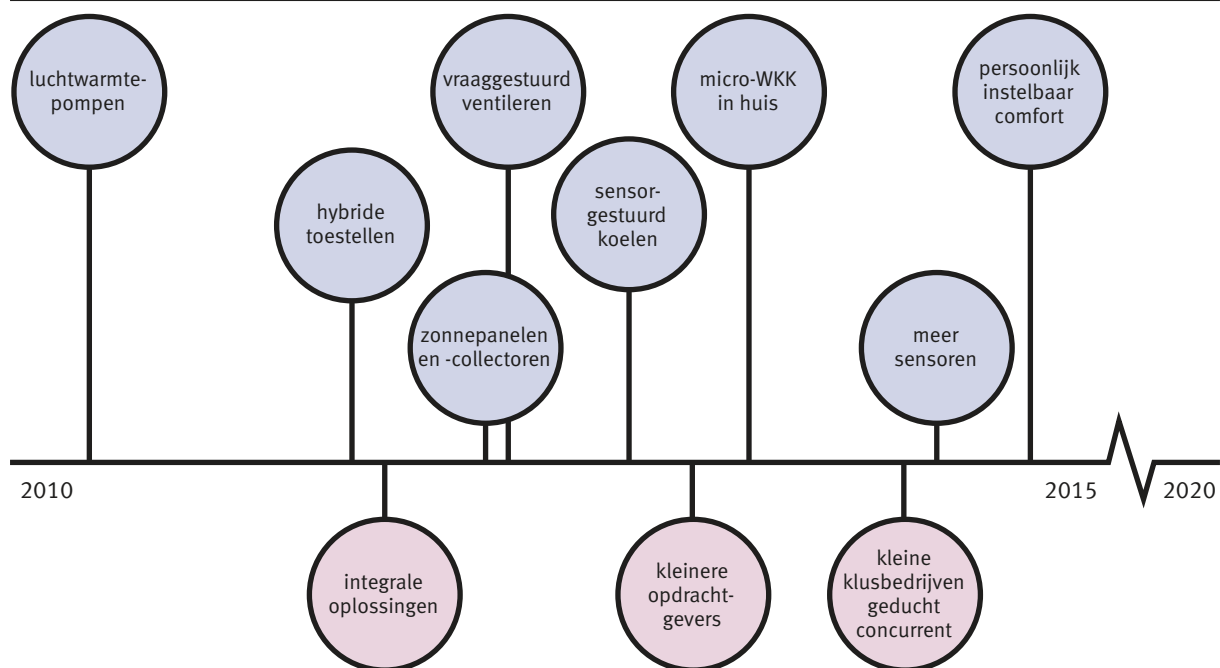 luchtwarmte-
pompen
vraaggestuurd
ventileren
micro-WKK
in huis
persoonlijk
instelbaar
comfort
hybride
toestellen
sensor-
gestuurd
koelen
zonnepanelen
en -collectoren
meer
sensoren
2010
2015
2020
integrale
oplossingen
kleinere
opdracht-
gevers
kleine
klusbedrijven
geducht
concurrent